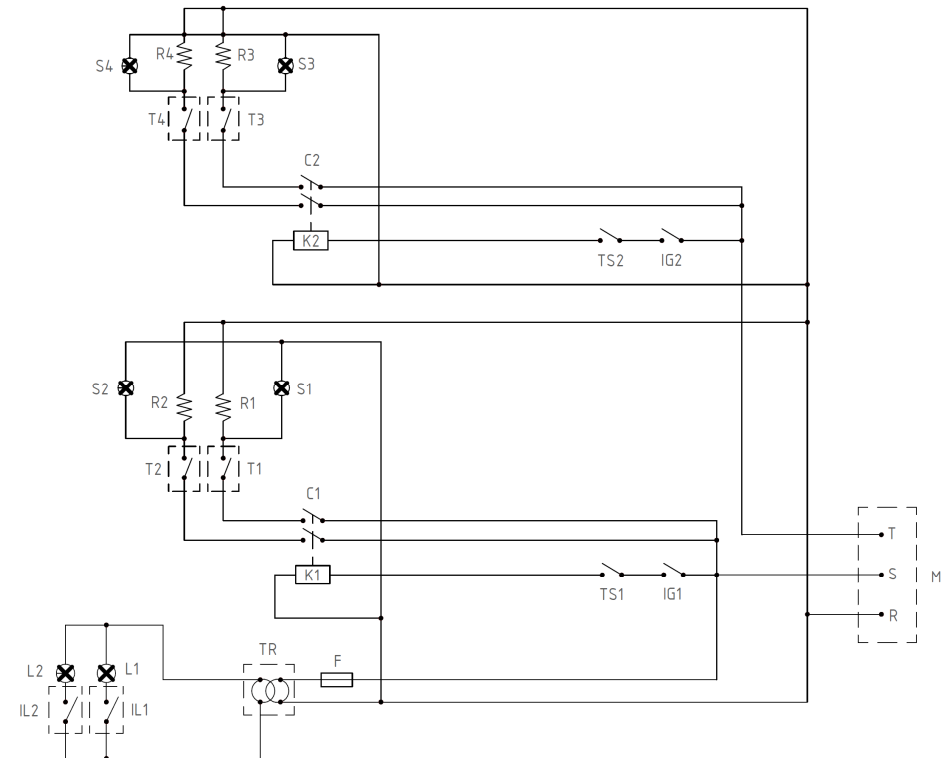 R4 R3
S4 S3
T4 T3
C2
K2
TS2 IG2
S2 S1
R2 R1
T2 T1
C1
T
K1 S M
TS1 IG1
R
TR
F
L2 L1
IL2 IL1